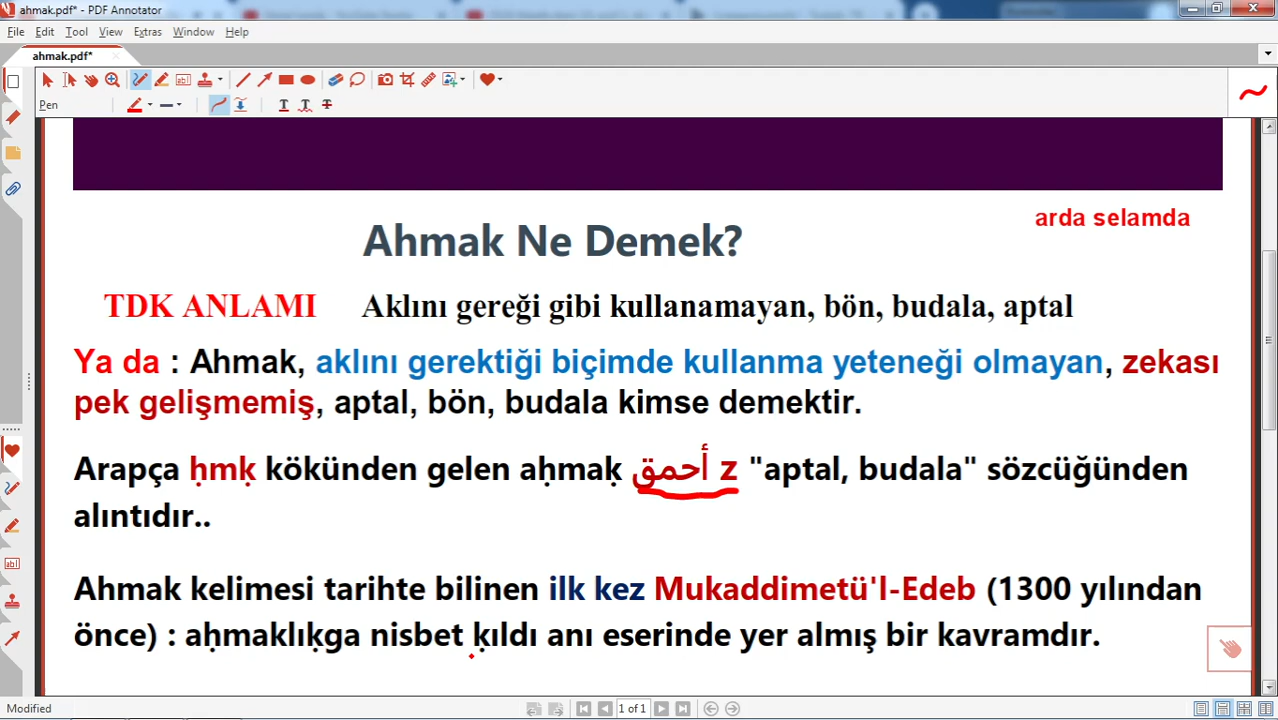 ahmak.pdf* - PDF Annotator
File Edit Tool View Extras Window Help
ahmak.pdf*
Pen
Ahmak Ne Demek?
arda selamda
TDK ANLAMI Aklını gereği gibi kullanamayan, bön, budala, aptal
Ya da : Ahmak, aklını gerektiği biçimde kullanma yeteneği olmayan, zekası
pek gelişmemiş, aptal, bön, budala kimse demektir.
Arapça ḥmḳ kökünden gelen aḥmaḳ أحمق z "aptal, budala" sözcüğünden
alıntıdır..
Ahmak kelimesi tarihte bilinen ilk kez Mukaddimetü'l-Edeb (1300 yılından
önce) : aḥmaklıḳga nisbet ḳıldı anı eserinde yer almış bir kavramdır.
Modified
1 of 1